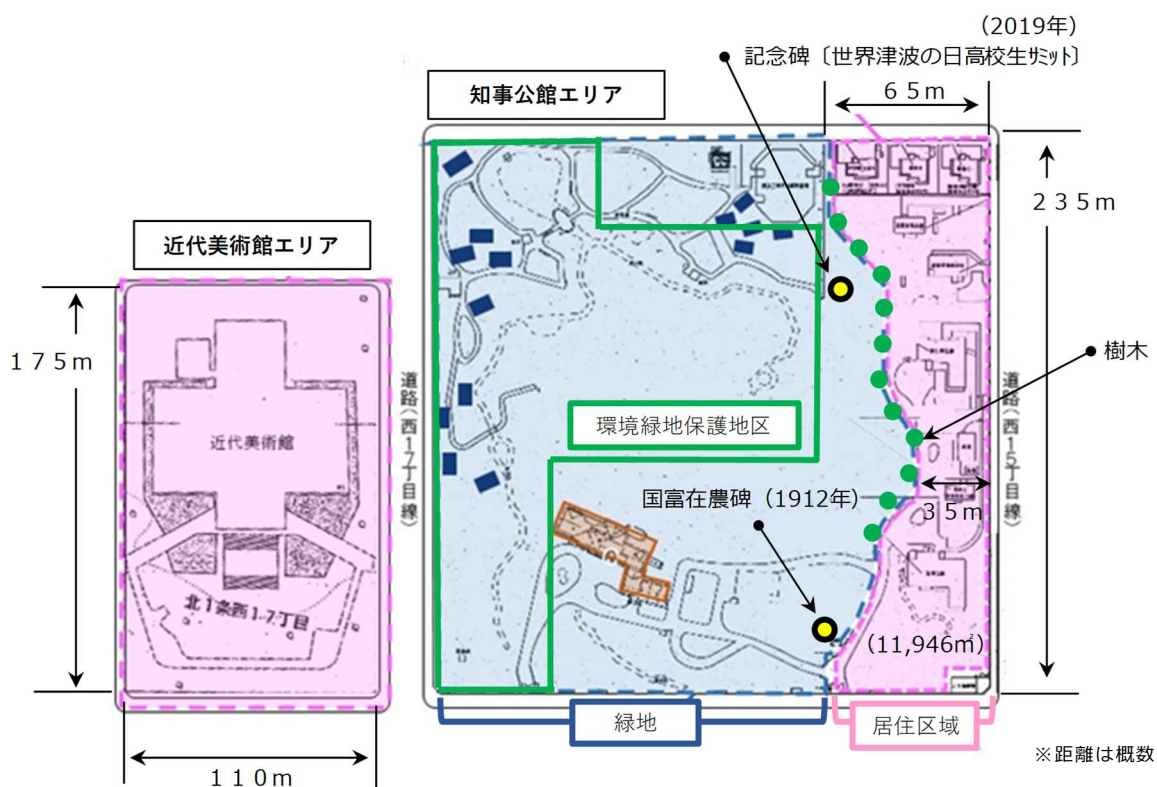 （2019年）
記念碑〔世界津波の日高校生ｻﾐｯﾄ〕
知事公館エリア
６５ｍ
２３５ｍ
近代美術館エリア
１７５ｍ
道路（西１７丁目線）
樹木
道路（西１５丁目線）
近代美術館
環境緑地保護地区
国富在農碑（1912年）
３５ｍ
北１条西１７丁目
（11,946㎡）
緑地
居住区域
※距離は概数
１１０ｍ